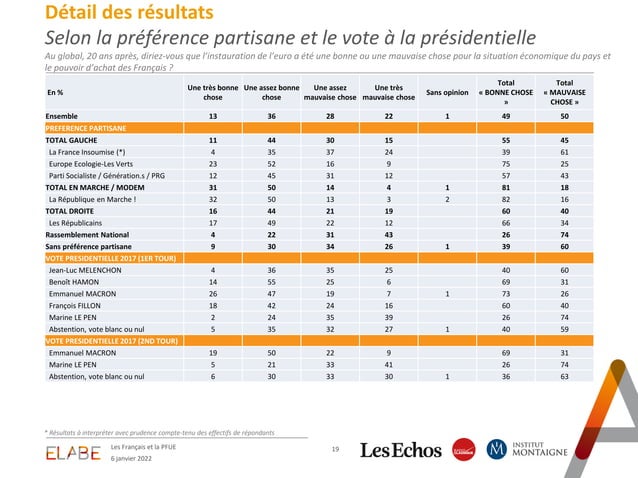 Détail des résultats
Selon la préférence partisane et le vote à la présidentielle
Au global, 20 ans après, diriez-vous que l'instauration de l'euro a été une bonne ou une mauvaise chose pour la situation économique du pays et
le pouvoir d'achat des Français ?
En % Une très bonne chose Une assez bonne chose Une assez mauvaise chose Une très mauvaise chose Sans opinion Total « BONNE CHOSE » Total « MAUVAISE CHOSE »
Ensemble 13 36 28 22 1 49 50
PREFERENCE PARTISANE
TOTAL GAUCHE 11 44 30 15 55 45
La France Insoumise (*) 4 35 37 24 39 61
Europe Ecologie-Les Verts 23 52 16 9 75 25
Parti Socialiste / Génération.s / PRG 12 45 31 12 57 43
TOTAL EN MARCHE / MODEM 31 50 14 4 1 81 18
La République en Marche ! 32 50 13 3 2 82 16
TOTAL DROITE 16 44 21 19 60 40
Les Républicains 17 49 22 12 66 34
Rassemblement National 4 22 31 43 26 74
Sans préférence partisane 9 30 34 26 1 39 60
VOTE PRESIDENTIELLE 2017 (1ER TOUR)
Jean-Luc MELENCHON 4 36 35 25 40 60
Benoît HAMON 14 55 25 6 69 31
Emmanuel MACRON 26 47 19 7 1 73 26
François FILLON 18 42 24 16 60 40
Marine LE PEN 2 24 35 39 26 74
Abstention, vote blanc ou nul 5 35 32 27 1 40 59
VOTE PRESIDENTIELLE 2017 (2ND TOUR)
Emmanuel MACRON 19 50 22 9 69 31
Marine LE PEN 5 21 33 41 26 74
Abstention, vote blanc ou nul 6 30 33 30 1 36 63
* Résultats à interpréter avec prudence compte-tenu des effectifs de répondants
ELABE
Les Français et la PFUE
6 janvier 2022
19
LesEchos
M
INSTITUT
MONTAIGNE